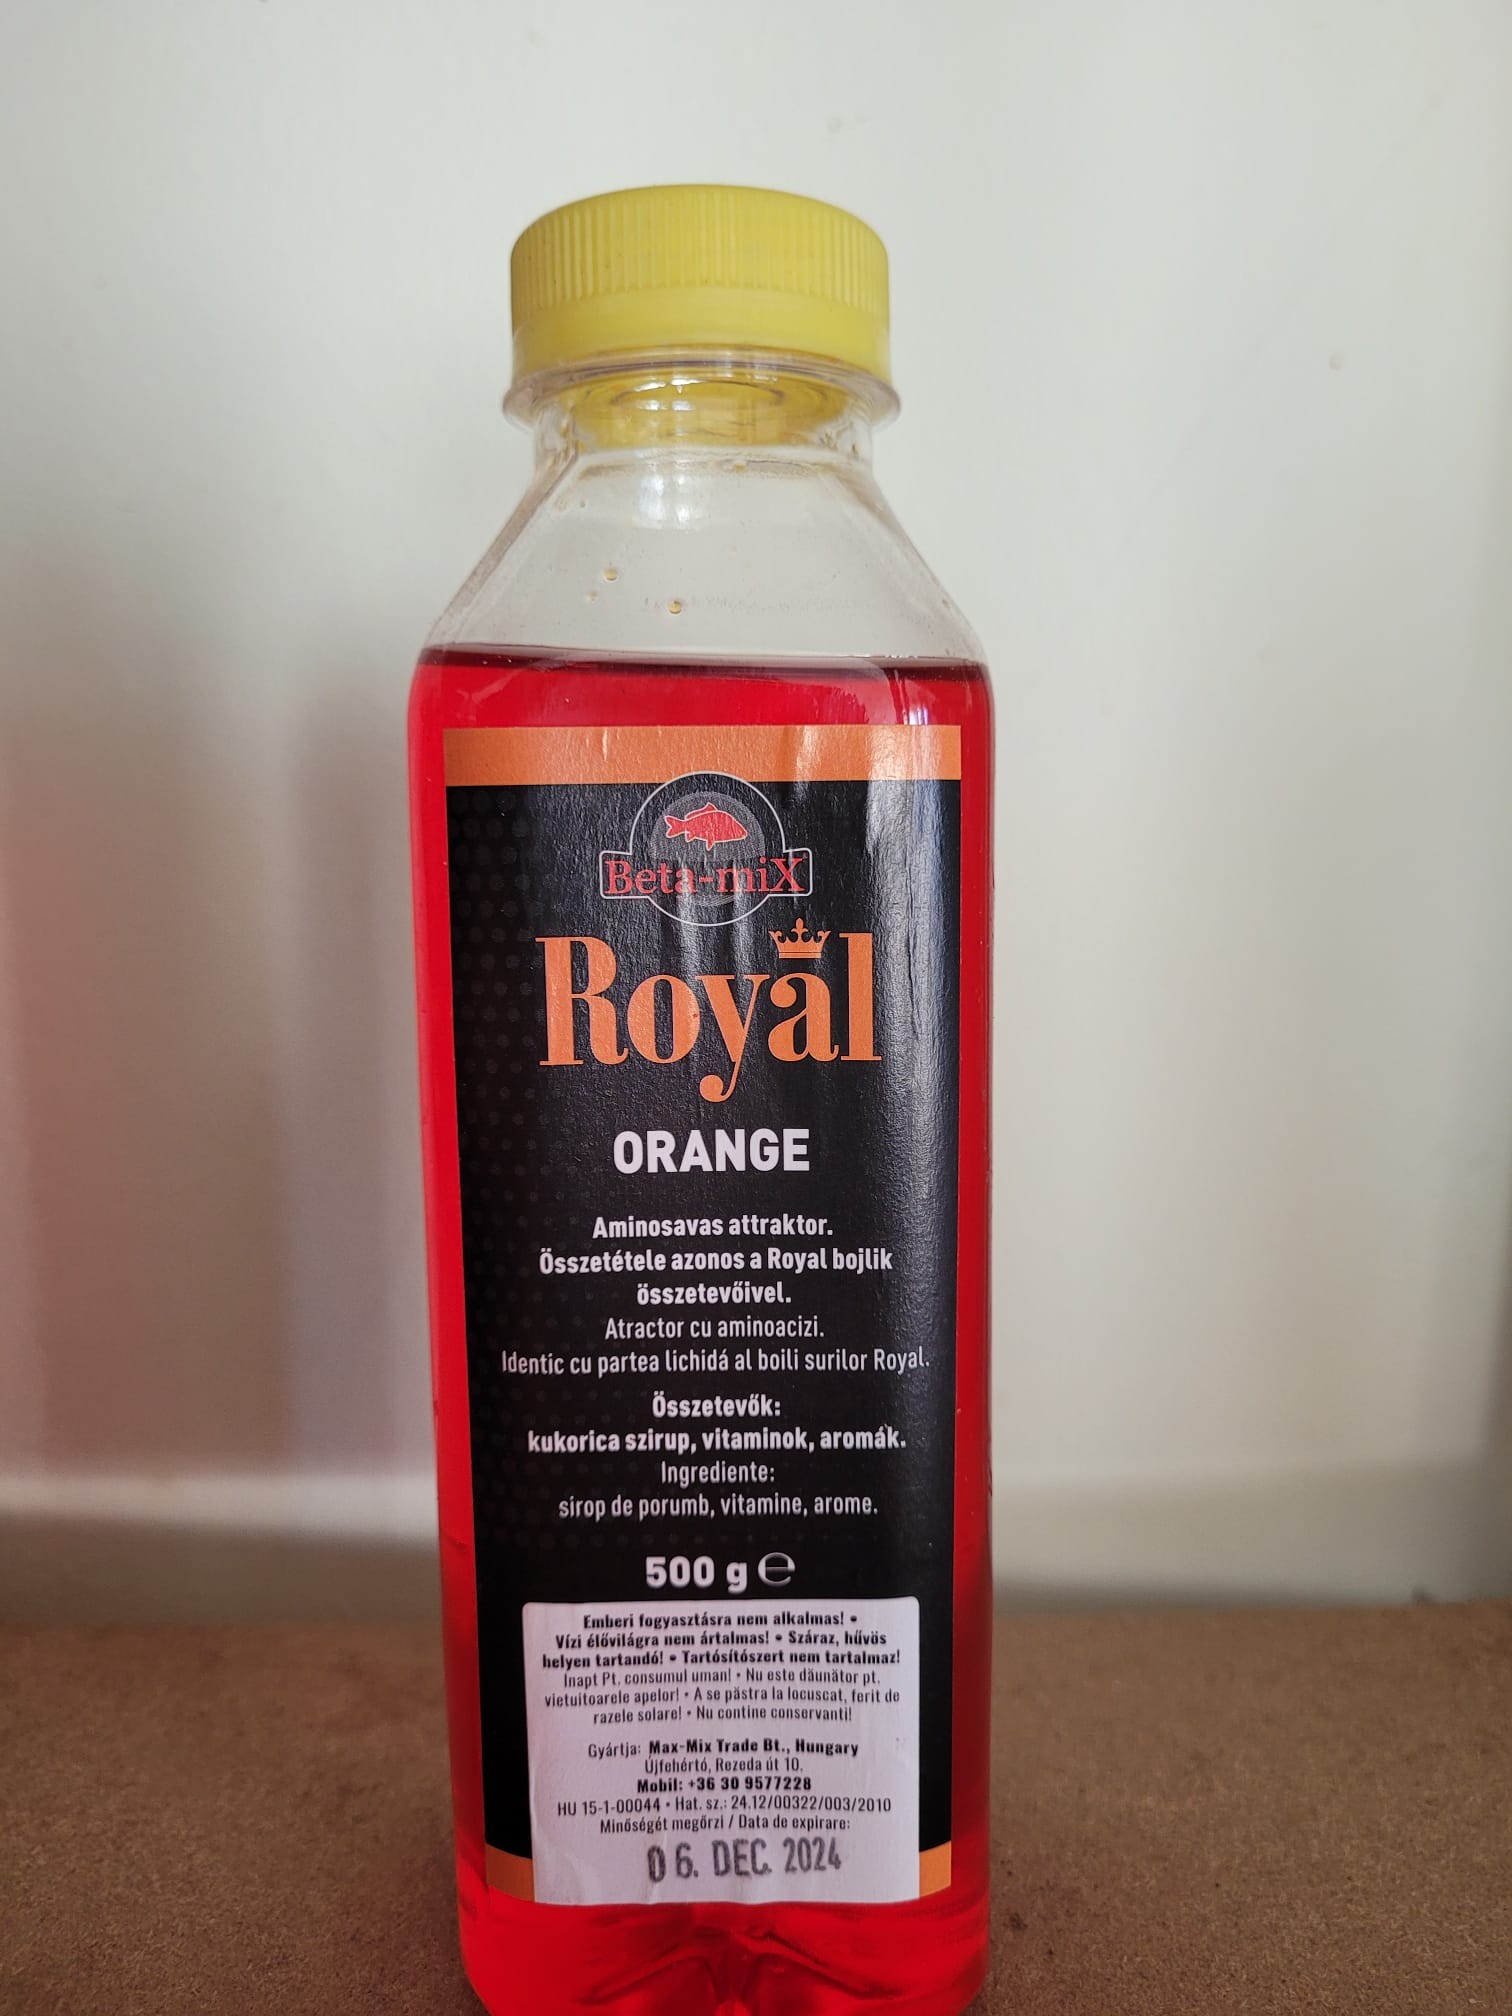 Beta-miX
Royal
ORANGE
Aminosavas attraktor.
Összetétele azonos a Royal bojlik
összetevőivel.
Atractor cu aminoacizi.
Identic cu partea lichidá al boili surilor Royal.
Összetevők:
kukorica szirup, vitaminok, aromák.
Ingrediente:
sirop de porumb, vitamine, arome.
500 g ℮
Emberi fogyasztásra nem alkalmas! •
Vízi élővilágra nem ártalmas! • Száraz, hűvös
helyen tartandó! • Tartósítószert nem tartalmaz!
Inapt Pt. consumul uman! • Nu este dăunător pt.
vietuitoarele apelor! • A se păstra la locuscat, ferit de
razele solare! • Nu contine conservanti!
Gyártja: Max-Mix Trade Bt., Hungary
Újfehértó, Rezeda út 10.
Mobil: +36 30 9577228
HU 15-1-00044 • Hat. sz.: 24.12/00322/003/2010
Minőségét megőrzi / Data de expirare:
06. DEC. 2024